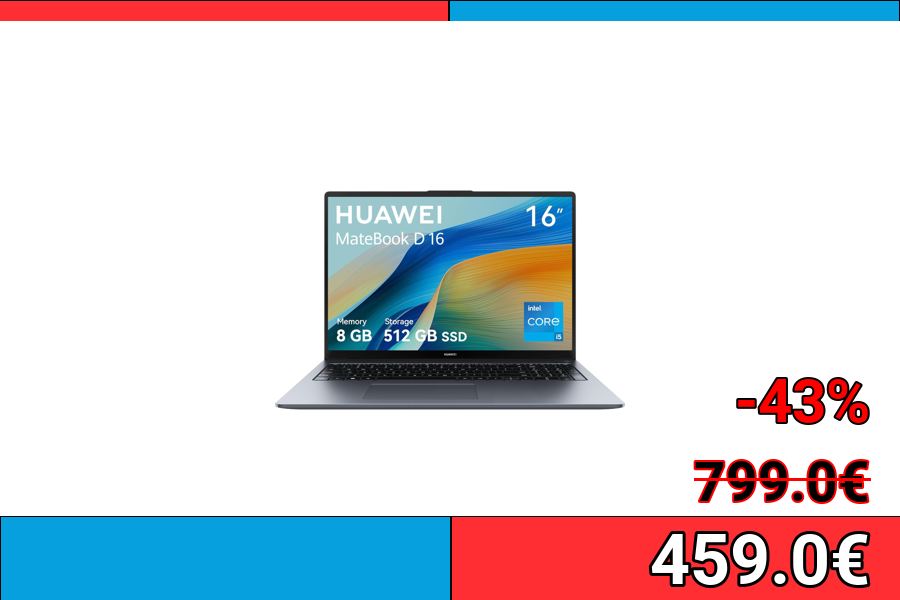 HUAWEI
16″
MateBook D 16
Memory
8 GB
Storage
512 GB SSD
intel
CORE
i5
HUAWEI
-43%
799.0€
459.0€